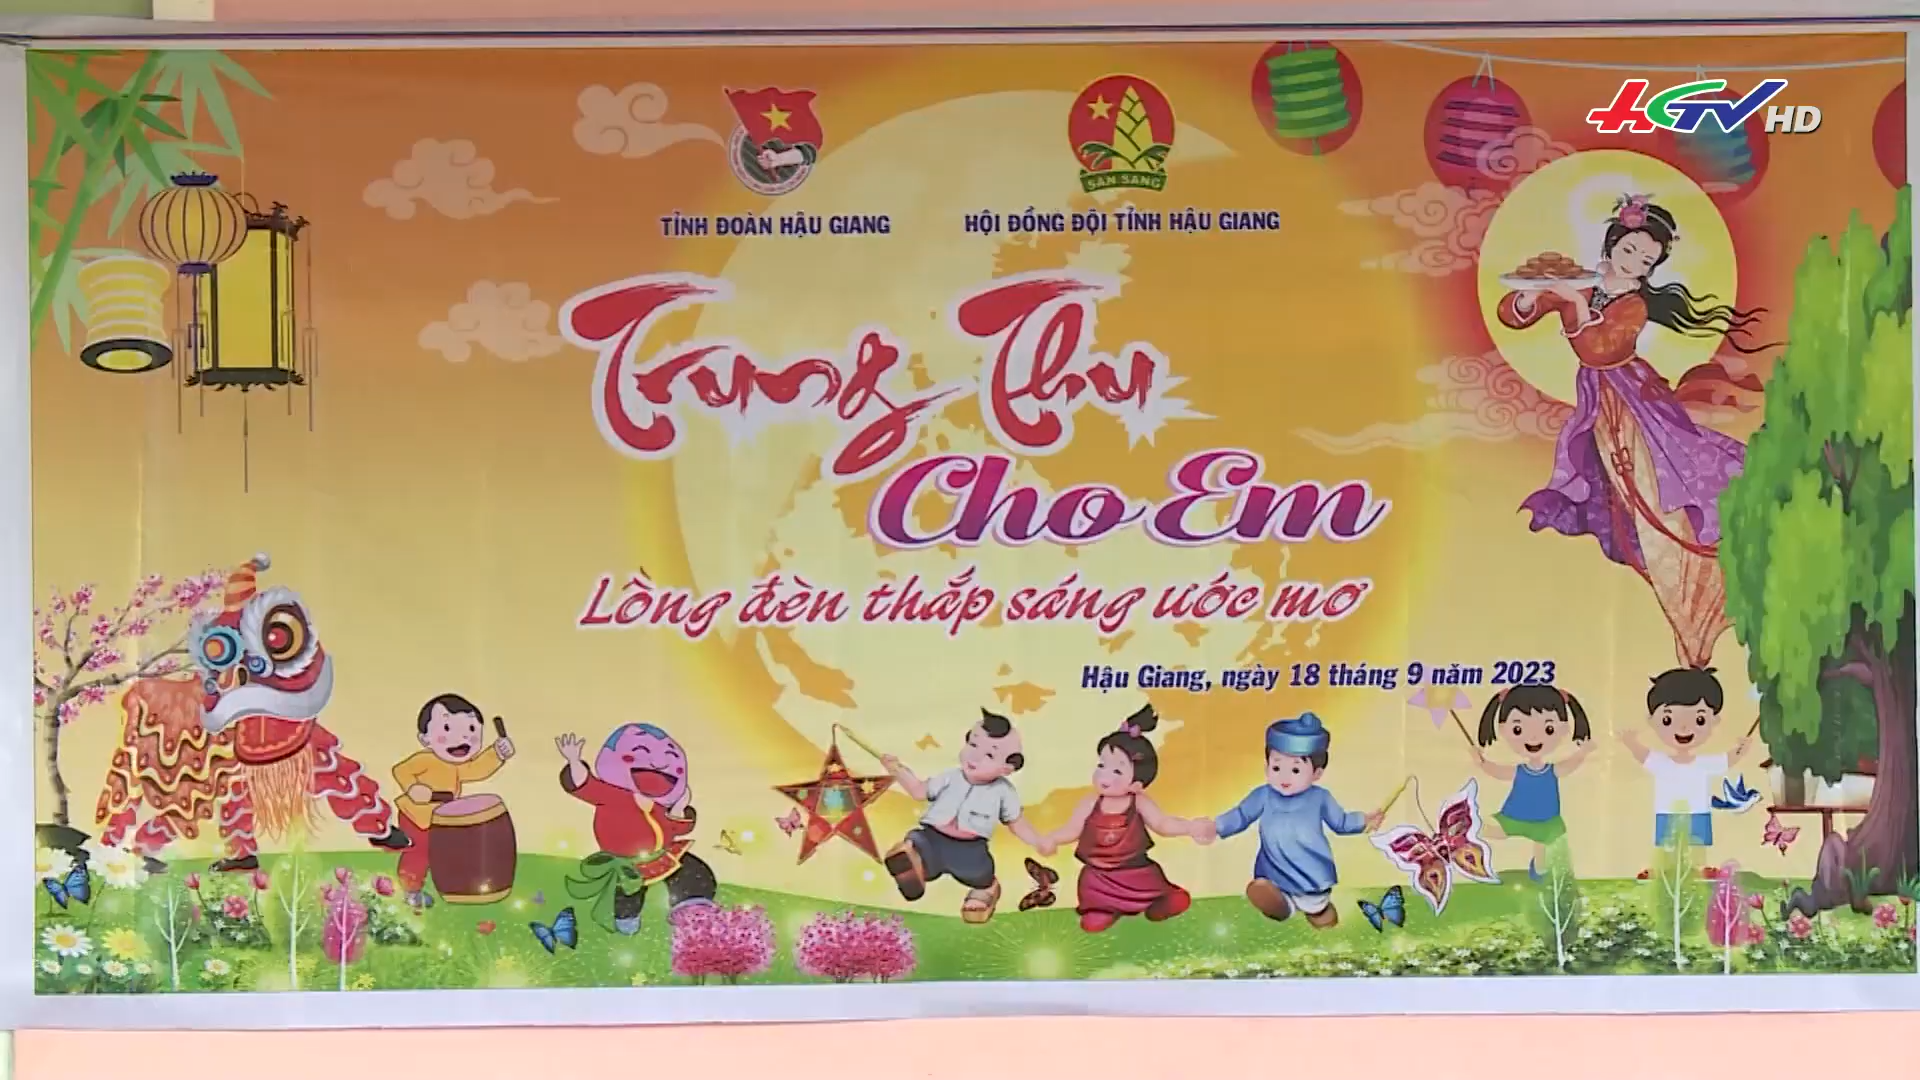 HGTV HD
SẴN SÀNG
TỈNH ĐOÀN HẬU GIANG
HỘI ĐỒNG ĐỘI TỈNH HẬU GIANG
Trung Thu
Cho Em
Lồng đèn thắp sáng ước mơ
Hậu Giang, ngày 18 tháng 9 năm 2023